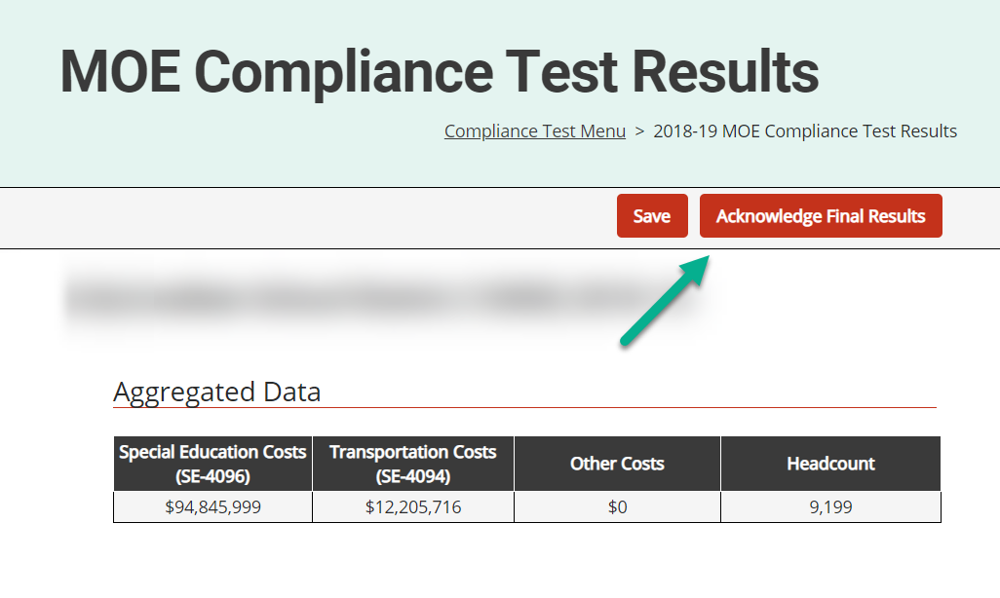 MOE Compliance Test Results
Compliance Test Menu > 2018-19 MOE Compliance Test Results
Save Acknowledge Final Results
Aggregated Data
Special Education Costs (SE-4096) Transportation Costs (SE-4094) Other Costs Headcount
$94,845,999 $12,205,716 $0 9,199